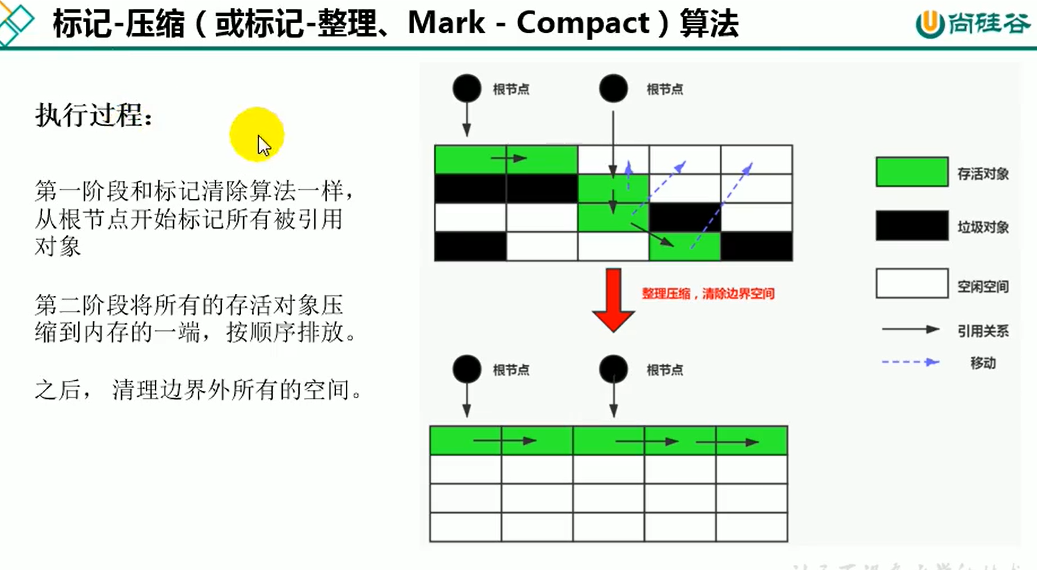 标记-压缩（或标记-整理、Mark - Compact）算法
尚硅谷
执行过程：
第一阶段和标记清除算法一样，
从根节点开始标记所有被引用
对象
第二阶段将所有的存活对象压
缩到内存的一端，按顺序排放。
之后， 清理边界外所有的空间。
根节点
根节点
存活对象
垃圾对象
空闲空间
引用关系
移动
整理压缩，清除边界空间
根节点
根节点